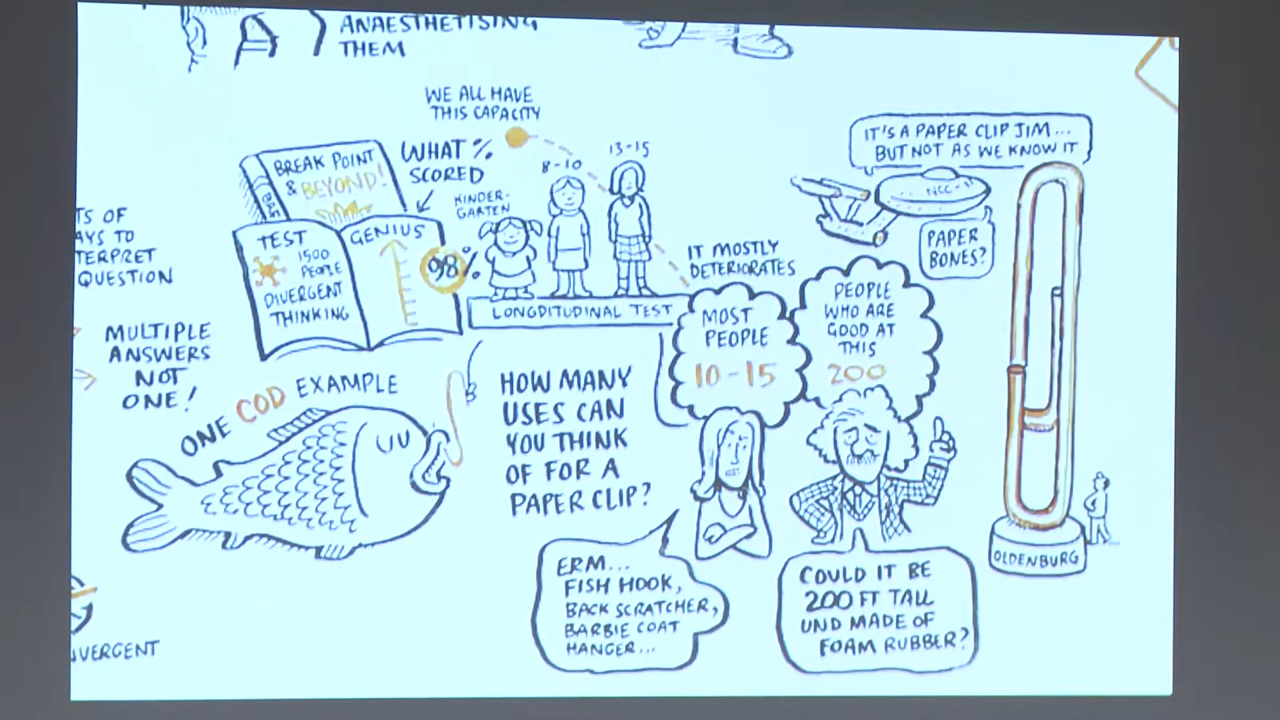 ANAESTHETISING
THEM
WE ALL HAVE
THIS CAPACITY
BREAK POINT
& BEYOND!
WHAT %
SCORED
KINDER-
GARTEN
8-10
13-15
IT'S A PAPER CLIP JIM...
BUT NOT AS WE KNOW IT
NCC-1
PAPER
BONES?
TS OF
AYS TO
TERPRET
QUESTION
TEST
1500
PEOPLE
DIVERGENT
THINKING
GENIUS
98%
LONGDITUDINAL TEST
IT MOSTLY
DETERIORATES
MOST
PEOPLE
10-15
PEOPLE
WHO ARE
GOOD AT
THIS
200
MULTIPLE
ANSWERS
NOT
ONE!
ONE COD EXAMPLE
HOW MANY
USES CAN
YOU THINK
OF FOR A
PAPER CLIP?
ERM...
FISH HOOK,
BACK SCRATCHER,
BARBIE COAT
HANGER...
COULD IT BE
200 FT TALL
UND MADE OF
FOAM RUBBER?
OLDENBURG
VERGENT